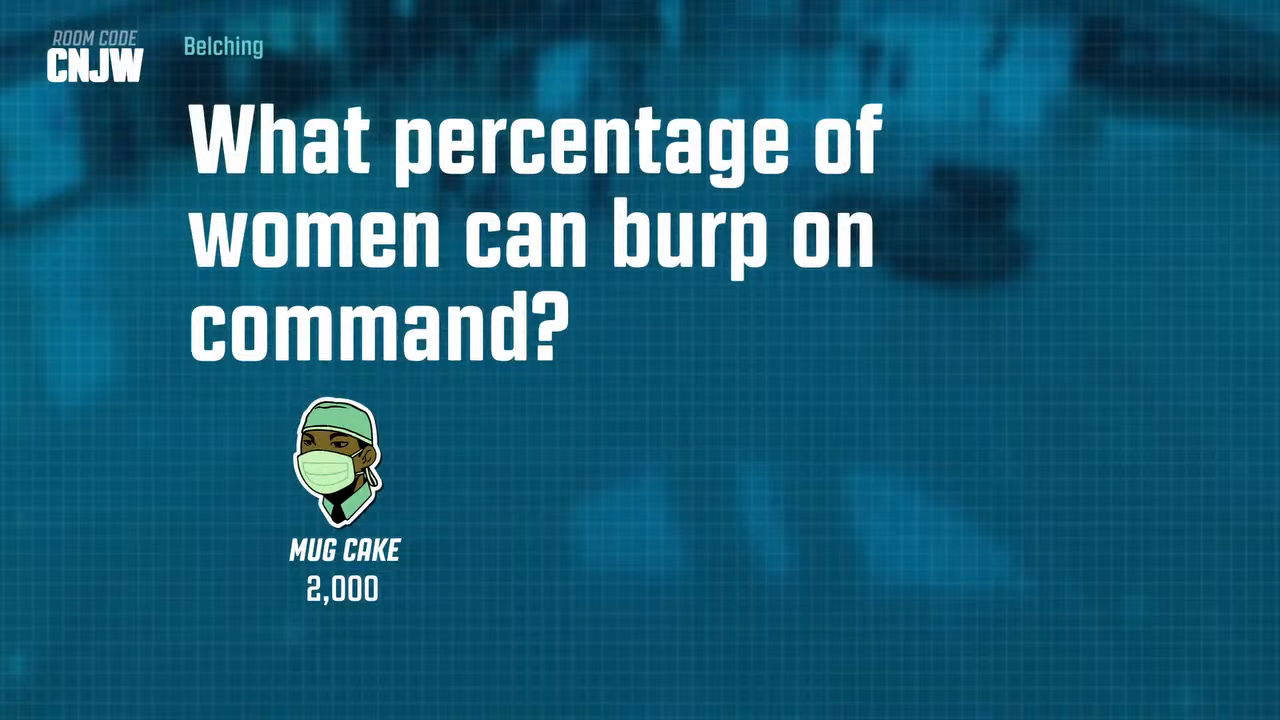 ROOM CODE
CNJW
Belching
What percentage of
women can burp on
command?
MUG CAKE
2,000